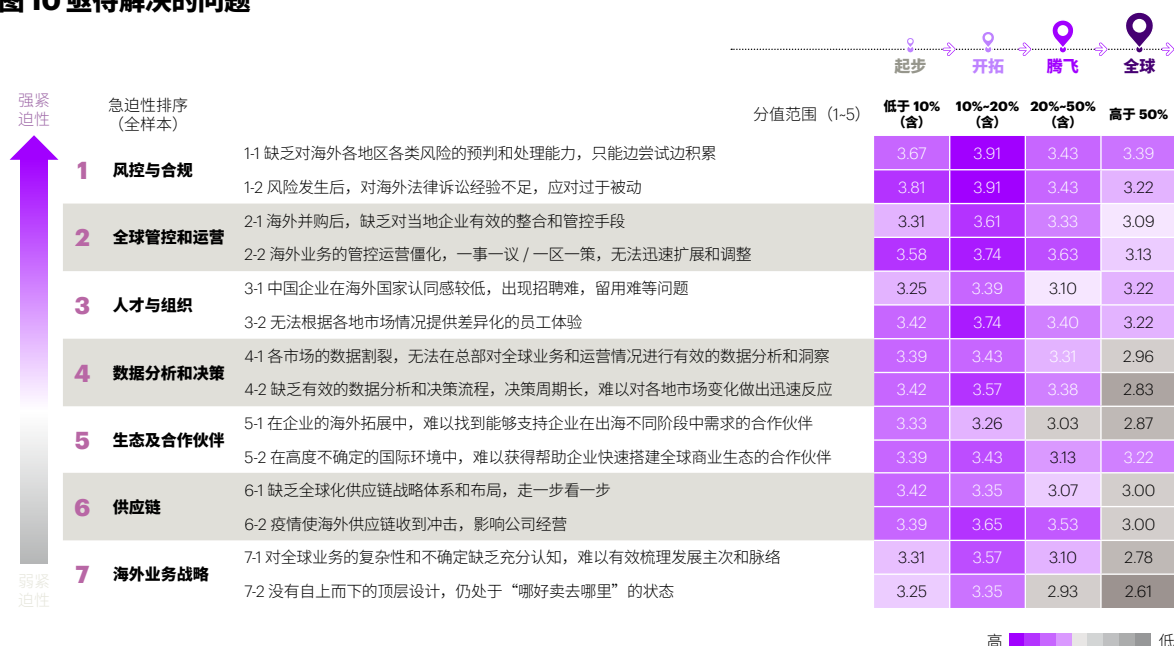 图 10 亟待解决的问题
起步 开拓 腾飞 全球
强紧
迫性
急迫性排序
（全样本）
分值范围（1~5）
低于 10%
（含）
10%~20%
（含）
20%~50%
（含）
高于 50%
1 风控与合规
1-1 缺乏对海外各地区各类风险的预判和处理能力，只能边尝试边积累 3.67 3.91 3.43 3.39
1-2 风险发生后，对海外法律诉讼经验不足，应对过于被动 3.81 3.91 3.43 3.22
2 全球管控和运营
2-1 海外并购后，缺乏对当地企业有效的整合和管控手段 3.31 3.61 3.33 3.09
2-2 海外业务的管控运营僵化，一事一议 / 一区一策，无法迅速扩展和调整 3.58 3.74 3.63 3.13
3 人才与组织
3-1 中国企业在海外国家认同感较低，出现招聘难，留用难等问题 3.25 3.39 3.10 3.22
3-2 无法根据各地市场情况提供差异化的员工体验 3.42 3.74 3.40 3.22
4 数据分析和决策
4-1 各市场的数据割裂，无法在总部对全球业务和运营情况进行有效的数据分析和洞察 3.39 3.43 3.31 2.96
4-2 缺乏有效的数据分析和决策流程，决策周期长，难以对各地市场变化做出迅速反应 3.42 3.57 3.38 2.83
5 生态及合作伙伴
5-1 在企业的海外拓展中，难以找到能够支持企业在出海不同阶段中需求的合作伙伴 3.33 3.26 3.03 2.87
5-2 在高度不确定的国际环境中，难以获得帮助企业快速搭建全球商业生态的合作伙伴 3.39 3.43 3.13 3.22
6 供应链
6-1 缺乏全球化供应链战略体系和布局，走一步看一步 3.42 3.35 3.07 3.00
6-2 疫情使海外供应链收到冲击，影响公司经营 3.39 3.65 3.53 3.00
7 海外业务战略
7-1 对全球业务的复杂性和不确定缺乏充分认知，难以有效梳理发展主次和脉络 3.31 3.57 3.10 2.78
7-2 没有自上而下的顶层设计，仍处于“哪好卖去哪里”的状态 3.25 3.35 2.93 2.61
弱紧
迫性
高 低